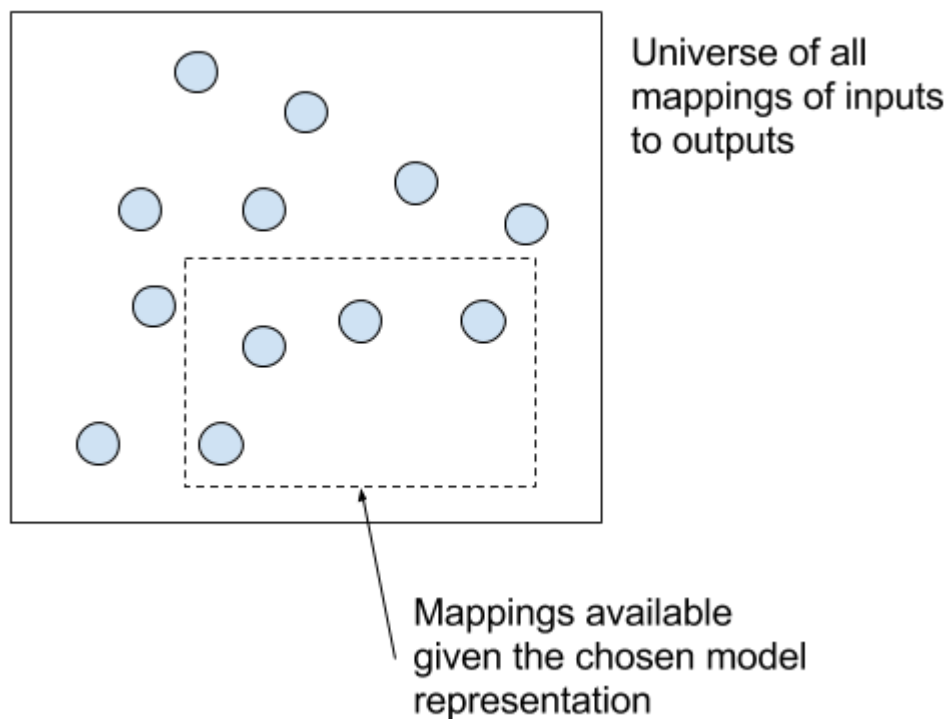 Universe of all
mappings of inputs
to outputs
Mappings available
given the chosen model
representation